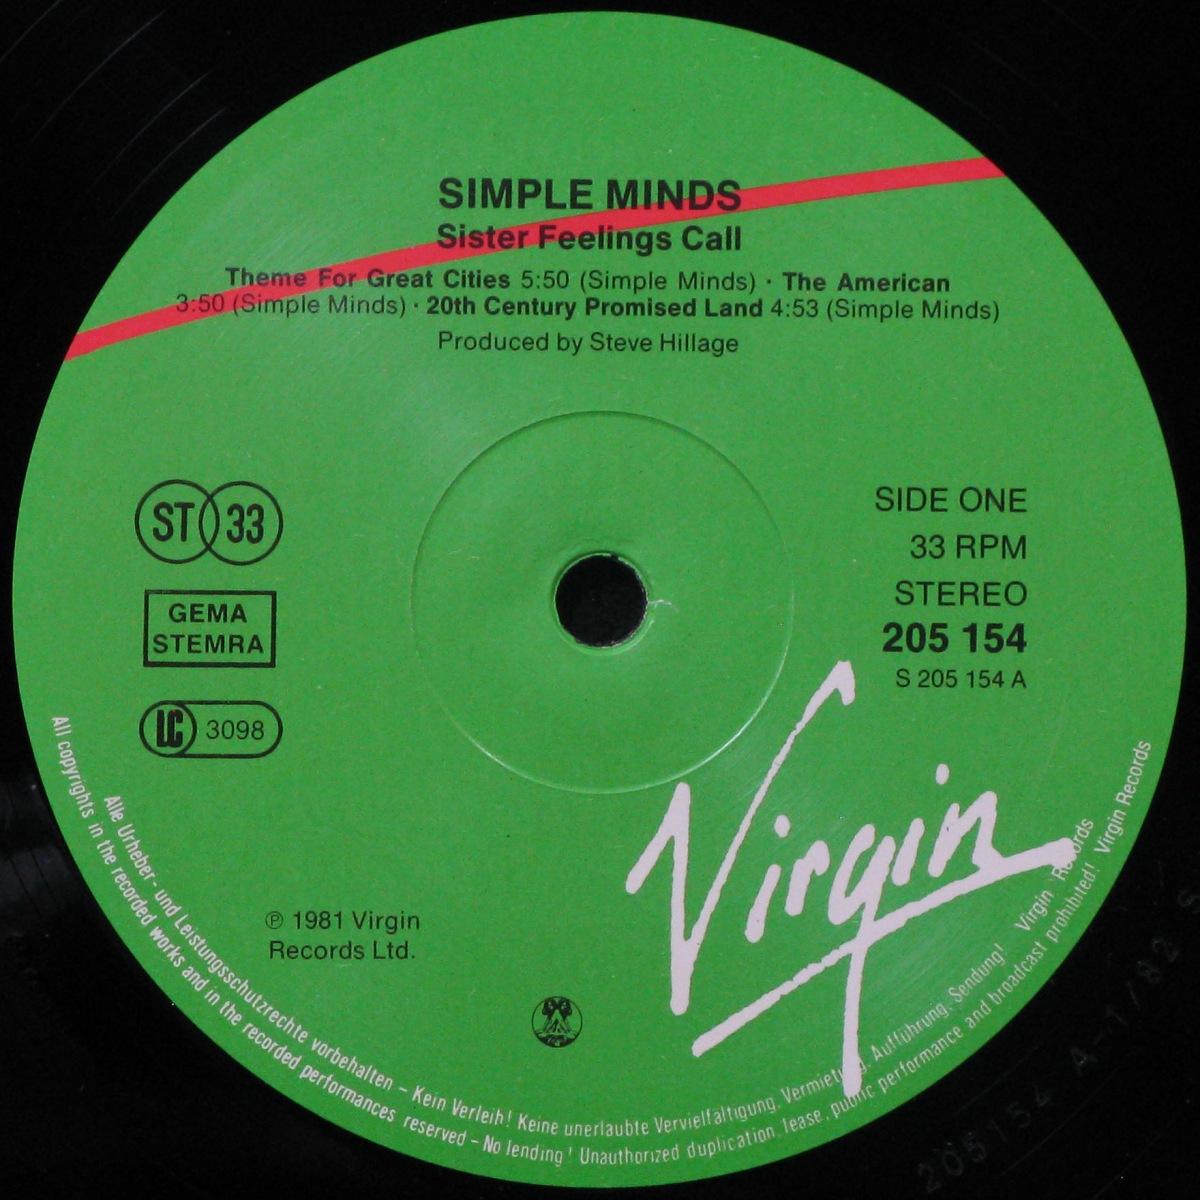 SIMPLE MINDS
Sister Feelings Call
Theme For Great Cities 5:50 (Simple Minds) · The American
3:50 (Simple Minds) · 20th Century Promised Land 4:53 (Simple Minds)
Produced by Steve Hillage
ST 33
GEMA
STEMRA
LC 3098
SIDE ONE
33 RPM
STEREO
205 154
S 205 154 A
Virgin
℗ 1981 Virgin
Records Ltd.
Alle Urheber- und Leistungsschutzrechte vorbehalten – Kein Verleih! Keine unerlaubte Vervielfältigung, Vermietung, Aufführung, Sendung! Virgin Records
All copyrights in the recorded works and in the recorded performances reserved – No lending! Unauthorized duplication, lease, public performance and broadcast prohibited! Virgin Records
205154 A-1/82